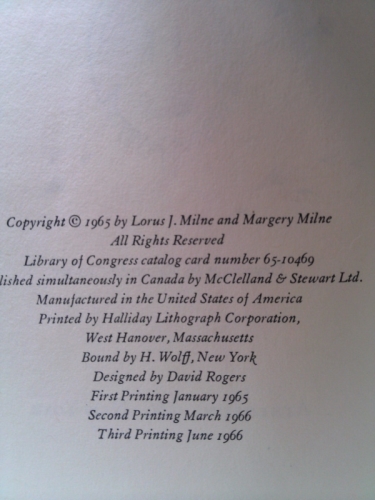 Copyright © 1965 by Lorus J. Milne and Margery Milne
All Rights Reserved
Library of Congress catalog card number 65-10469
lished simultaneously in Canada by McClelland & Stewart Ltd.
Manufactured in the United States of America
Printed by Halliday Lithograph Corporation,
West Hanover, Massachusetts
Bound by H. Wolff, New York
Designed by David Rogers
First Printing January 1965
Second Printing March 1966
Third Printing June 1966